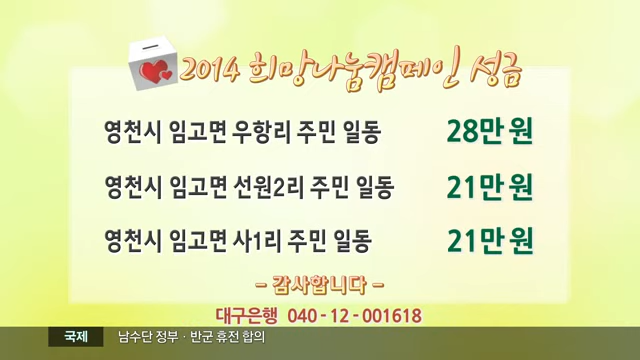 2014 희망나눔캠페인 성금
영천시 임고면 우항리 주민 일동 28만 원
영천시 임고면 선원2리 주민 일동 21만 원
영천시 임고면 사1리 주민 일동 21만 원
- 감사합니다 -
대구은행 040 - 12 - 001618
국제 남수단 정부 · 반군 휴전 합의